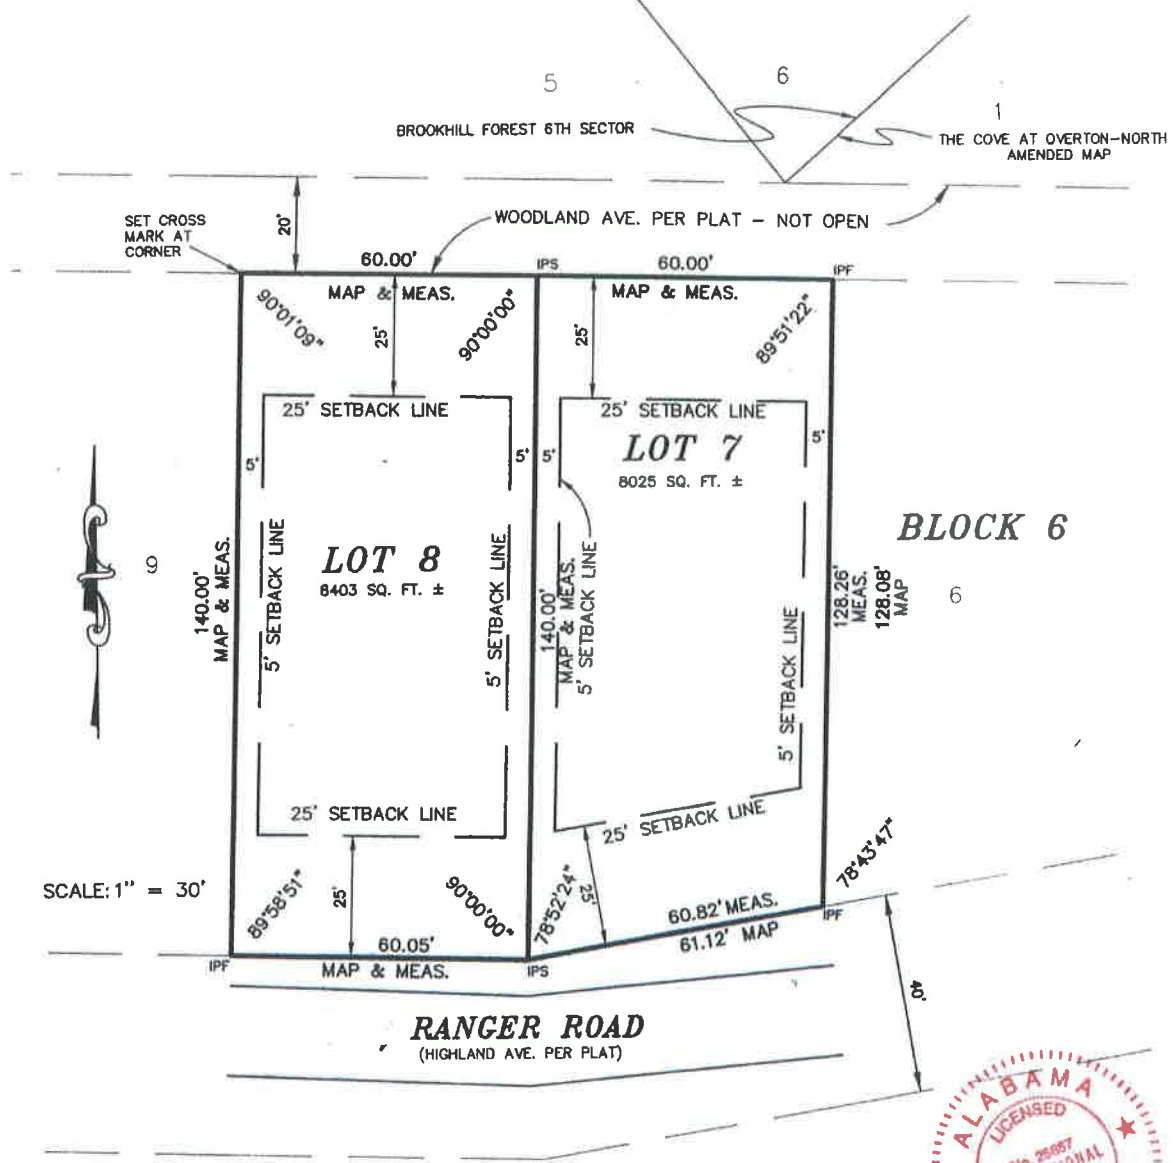 5
6
1
BROOKHILL FOREST 6TH SECTOR
THE COVE AT OVERTON-NORTH
AMENDED MAP
20'
SET CROSS
MARK AT
CORNER
WOODLAND AVE. PER PLAT - NOT OPEN
60.00'
IPS
60.00'
IPF
MAP & MEAS.
MAP & MEAS.
90°01'09"
25'
90°00'00"
25'
89°51'22"
25' SETBACK LINE
25' SETBACK LINE
5'
5'
5'
5'
LOT 7
8025 SQ. FT. ±
BLOCK 6
9
LOT 8
8403 SQ. FT. ±
140.00'
MAP & MEAS.
5' SETBACK LINE
5' SETBACK LINE
140.00'
MAP & MEAS.
5' SETBACK LINE
5' SETBACK LINE
128.26'
MEAS.
128.08'
MAP
6
25' SETBACK LINE
25' SETBACK LINE
SCALE: 1" = 30'
89°58'51"
25'
90°00'00"
78°52'24"
25'
78°43'47"
60.82' MEAS.
61.12' MAP
IPF
60.05'
MAP & MEAS.
IPF
IPS
40'
RANGER ROAD
(HIGHLAND AVE. PER PLAT)
ALABAMA
LICENSED
No. 25657